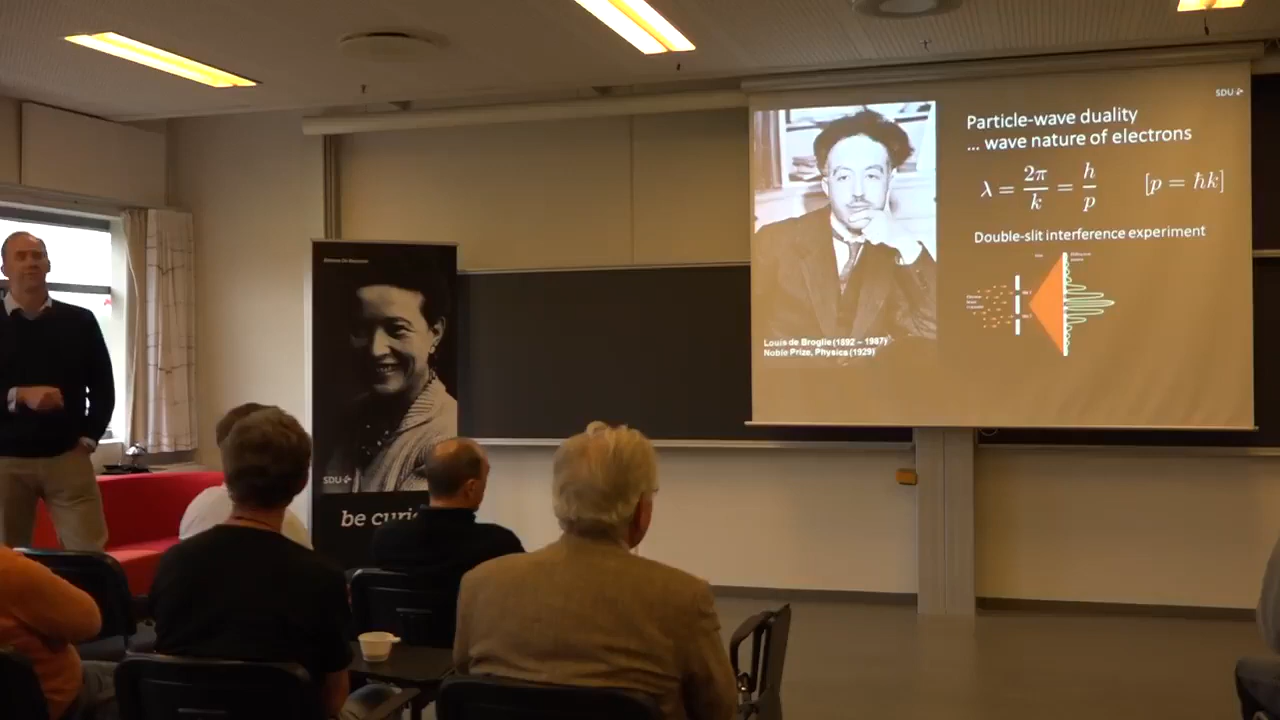 SDU
Particle-wave duality
... wave nature of electrons
λ = 2π/k = h/p [p = ħk]
Double-slit interference experiment
Louis de Broglie (1892 – 1987)
Noble Prize, Physics (1929)
SDU
be curi